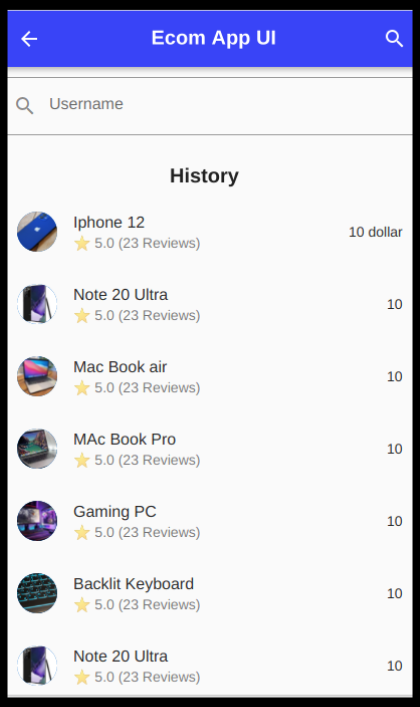 Ecom App UI
Username
History
Iphone 12
⭐ 5.0 (23 Reviews)
10 dollar
Note 20 Ultra
⭐ 5.0 (23 Reviews)
10
Mac Book air
⭐ 5.0 (23 Reviews)
10
MAc Book Pro
⭐ 5.0 (23 Reviews)
10
Gaming PC
⭐ 5.0 (23 Reviews)
10
Backlit Keyboard
⭐ 5.0 (23 Reviews)
10
Note 20 Ultra
⭐ 5.0 (23 Reviews)
10